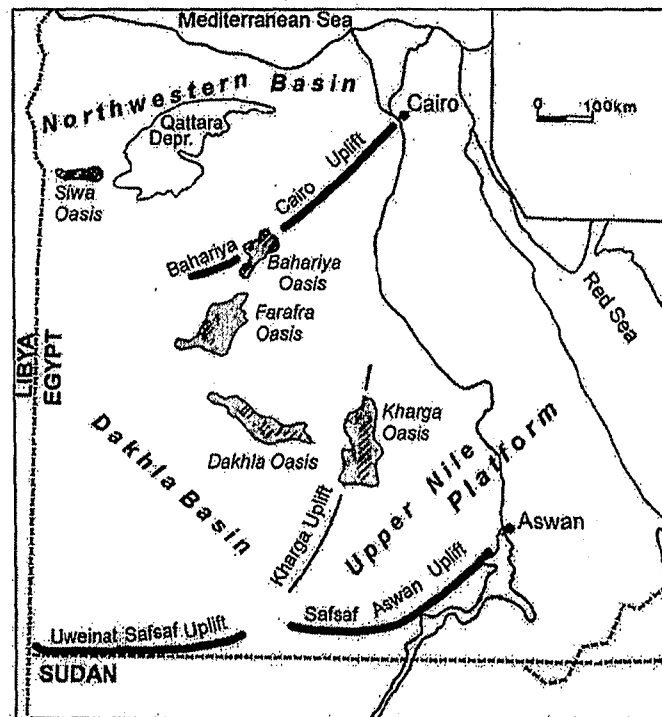 Mediterranean Sea
Northwestern Basin
Qattara
Depr.
Cairo
0 100km
Siwa
Oasis
Cairo Uplift
Bahariya
Bahariya
Oasis
Red Sea
Farafra
Oasis
LIBYA
EGYPT
Kharga
Oasis
Dakhla Oasis
Dakhla Basin
Upper Nile
Platform
Kharga Uplift
Aswan
Safsaf Aswan Uplift
Uweinat Safsaf Uplift
SUDAN